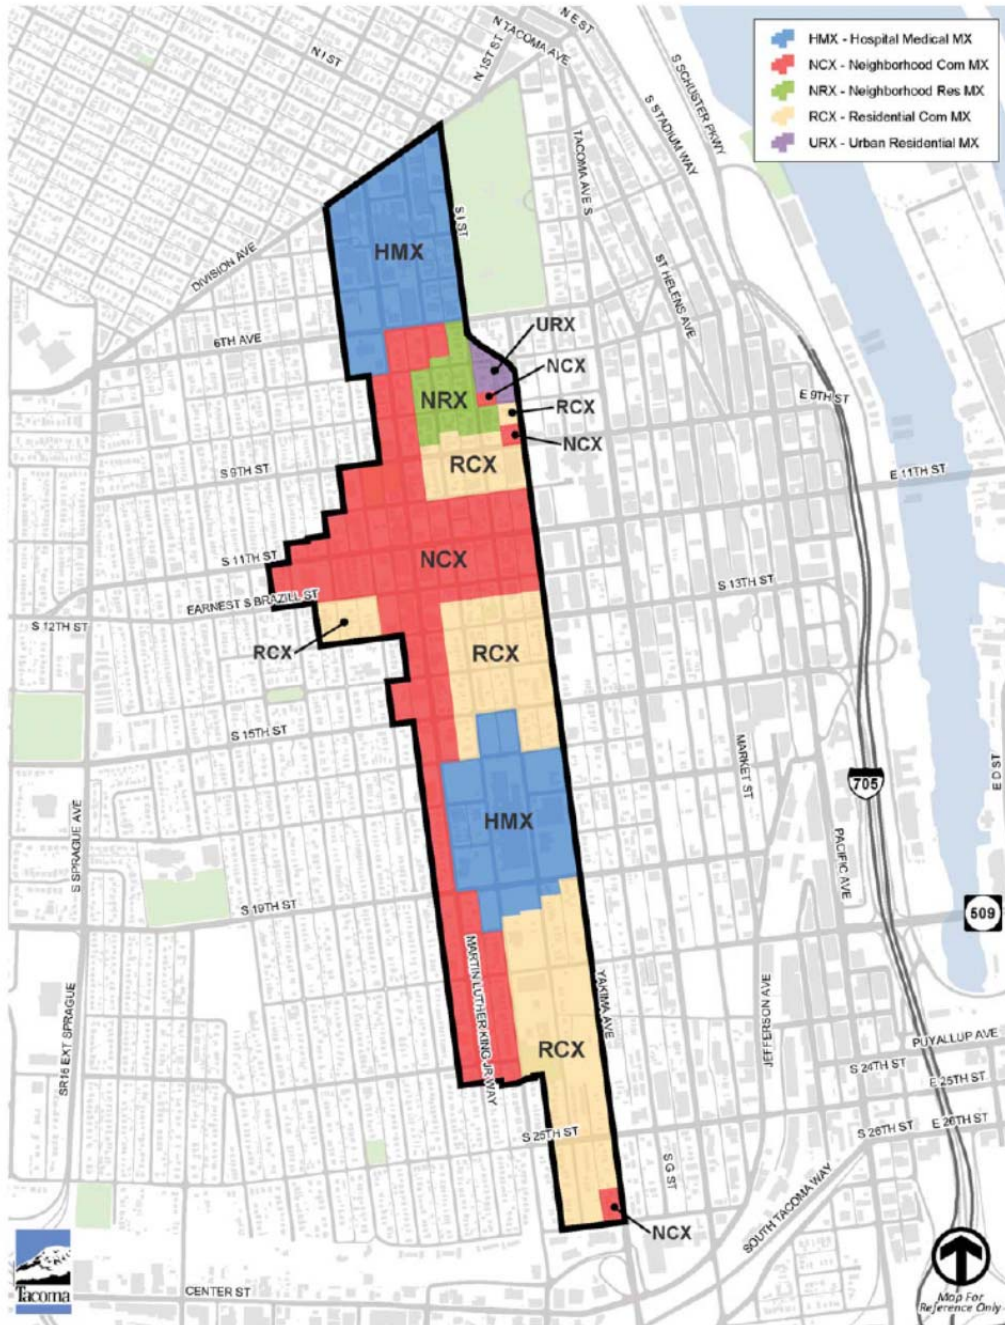 N E ST
N TACOMA AVE
N I ST
N 1ST ST
S SCHUSTER PKWY
HMX - Hospital Medical MX
NCX - Neighborhood Com MX
NRX - Neighborhood Res MX
RCX - Residential Com MX
URX - Urban Residential MX
S STADIUM WAY
TACOMA AVE S
S I ST
HMX
DIVISION AVE
ST HELENS AVE
6TH AVE
URX
NCX
E 9TH ST
NRX
RCX
NCX
S 9TH ST
RCX
E 11TH ST
S 11TH ST
NCX
S 13TH ST
EARNEST S BRAZILL ST
S 12TH ST
RCX
RCX
S 15TH ST
MARKET ST
E D ST
705
HMX
S SPRAGUE AVE
PACIFIC AVE
S 19TH ST
509
MARTIN LUTHER KING JR WAY
YAKIMA AVE
JEFFERSON AVE
SR16 EXT SPRAGUE
PUYALLUP AVE
RCX
S 24TH ST
E 25TH ST
S 25TH ST
S 26TH ST
E 26TH ST
S G ST
SOUTH TACOMA WAY
NCX
Tacoma
CENTER ST
Map For
Reference Only